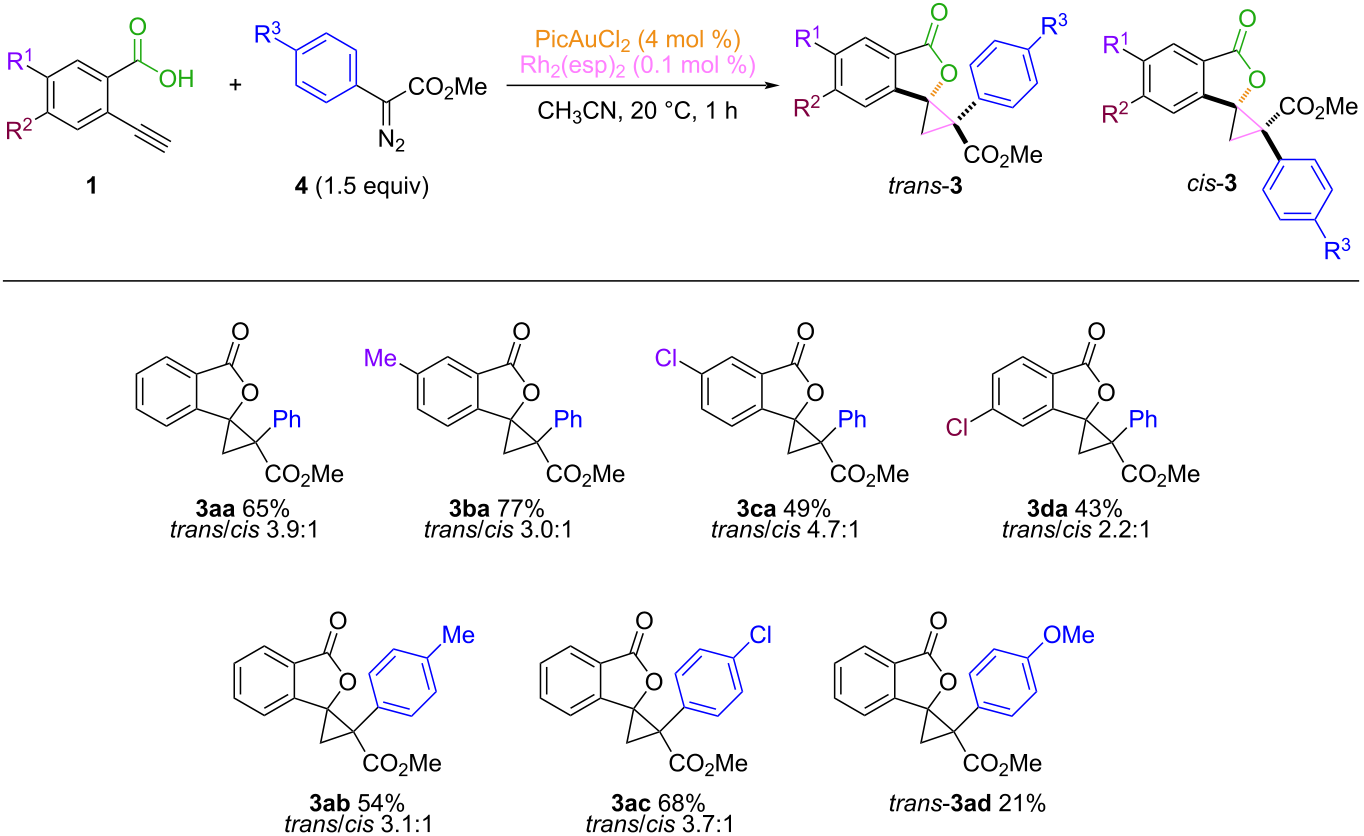 R¹ O OH R² 1
+
R³ CO₂Me N₂ 4 (1.5 equiv)
PicAuCl₂ (4 mol %)
Rh₂(esp)₂ (0.1 mol %)
CH₃CN, 20 °C, 1 h
R¹ O O R³ R² CO₂Me trans-3
R¹ O O R² CO₂Me R³ cis-3
O O Ph CO₂Me
3aa 65%
trans/cis 3.9:1
Me O O Ph CO₂Me
3ba 77%
trans/cis 3.0:1
Cl O O Ph CO₂Me
3ca 49%
trans/cis 4.7:1
Cl O O Ph CO₂Me
3da 43%
trans/cis 2.2:1
O O Me CO₂Me
3ab 54%
trans/cis 3.1:1
O O Cl CO₂Me
3ac 68%
trans/cis 3.7:1
O O OMe CO₂Me
trans-3ad 21%